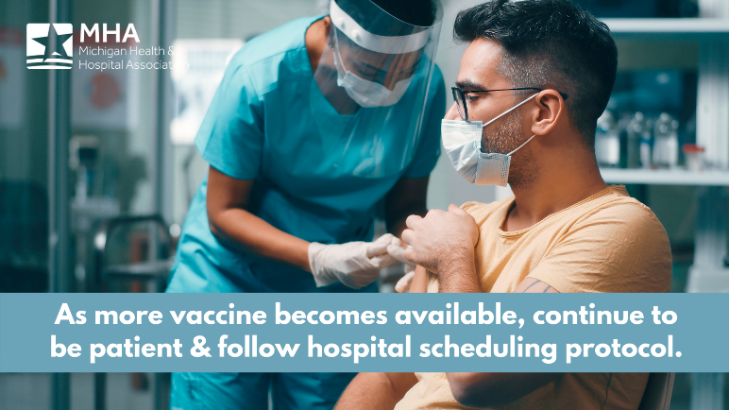 MHA
Michigan Health &
Hospital Association
As more vaccine becomes available, continue to
be patient & follow hospital scheduling protocol.